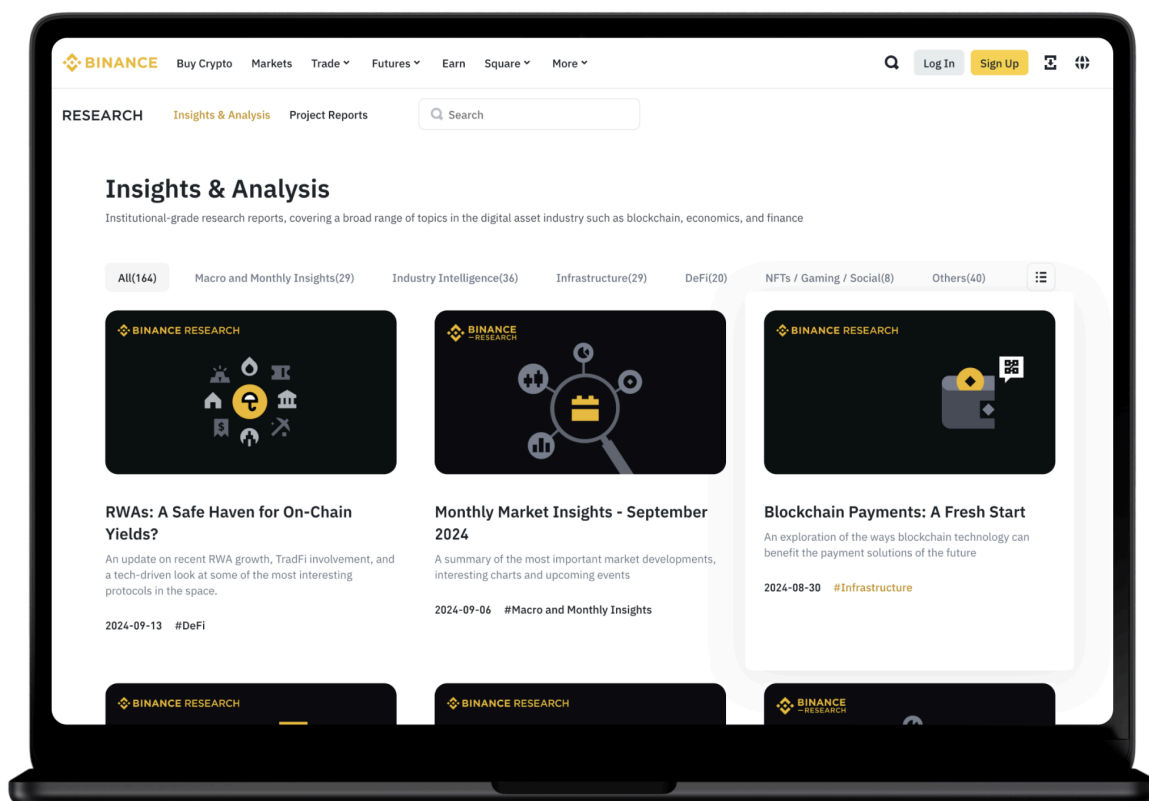 BINANCE Buy Crypto Markets Trade Futures Earn Square More Log In Sign Up
RESEARCH Insights & Analysis Project Reports Search
Insights & Analysis
Institutional-grade research reports, covering a broad range of topics in the digital asset industry such as blockchain, economics, and finance
All(164) Macro and Monthly Insights(29) Industry Intelligence(36) Infrastructure(29) DeFi(20) NFTs / Gaming / Social(8) Others(40)
BINANCE RESEARCH
$
RWAs: A Safe Haven for On-Chain
Yields?
An update on recent RWA growth, TradFi involvement, and
a tech-driven look at some of the most interesting
protocols in the space.
2024-09-13 #DeFi
BINANCE
RESEARCH
Monthly Market Insights - September
2024
A summary of the most important market developments,
interesting charts and upcoming events
2024-09-06 #Macro and Monthly Insights
BINANCE RESEARCH
Blockchain Payments: A Fresh Start
An exploration of the ways blockchain technology can
benefit the payment solutions of the future
2024-08-30 #Infrastructure
BINANCE RESEARCH
BINANCE RESEARCH
BINANCE
RESEARCH